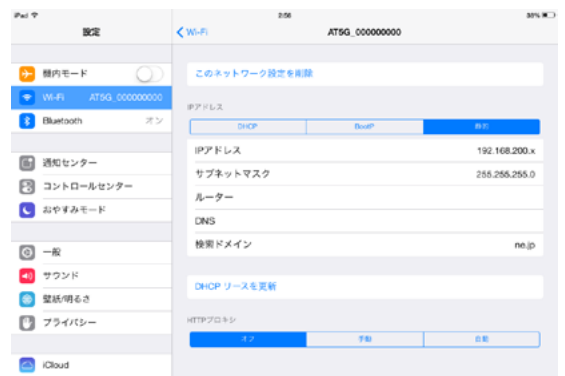 iPad
2:56
38%
設定
Wi-Fi
AT5G_000000000
機内モード
Wi-Fi AT5G_000000000
Bluetooth オン
通知センター
コントロールセンター
おやすみモード
一般
サウンド
壁紙/明るさ
プライバシー
iCloud
このネットワーク設定を削除
IPアドレス
DHCP BootP 静的
IPアドレス 192.168.200.x
サブネットマスク 255.255.255.0
ルーター
DNS
検索ドメイン ne.jp
DHCP リースを更新
HTTPプロキシ
オフ 手動 自動